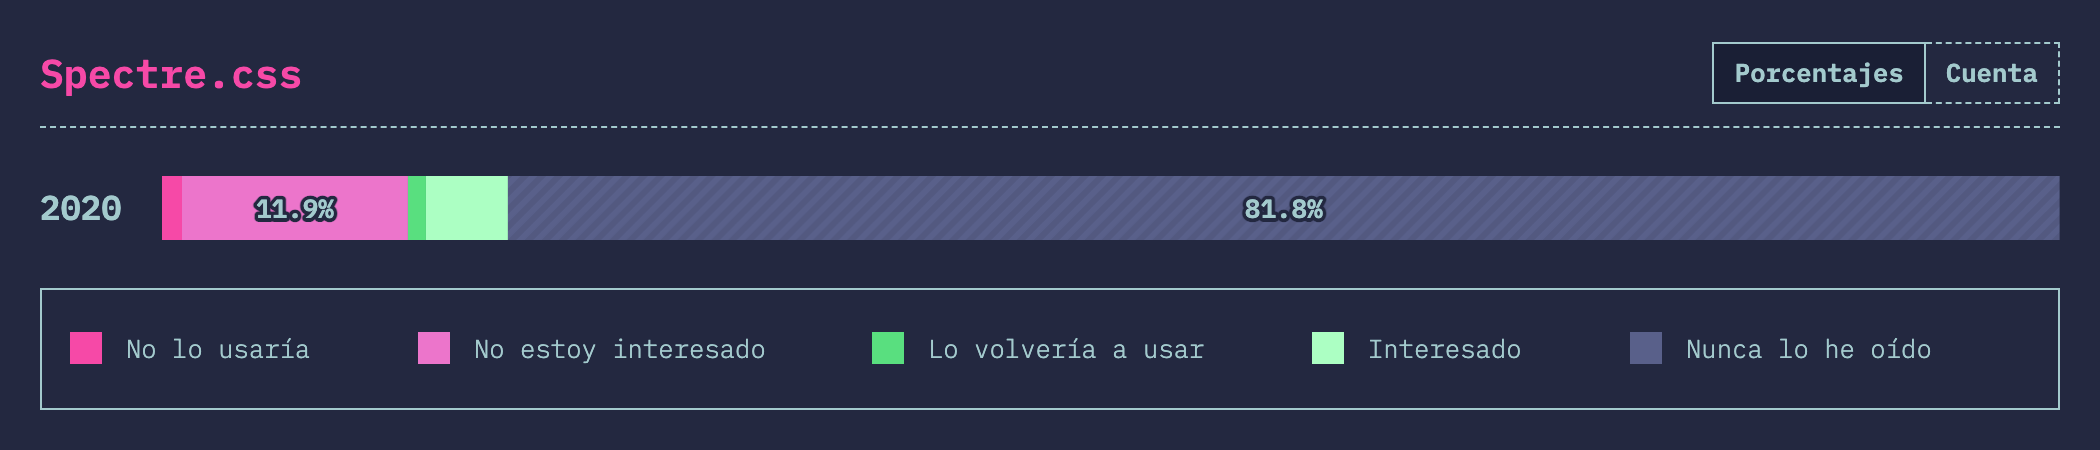 Spectre.css
Porcentajes Cuenta
2020 11.9% 81.8%
No lo usaría No estoy interesado Lo volvería a usar Interesado Nunca lo he oído